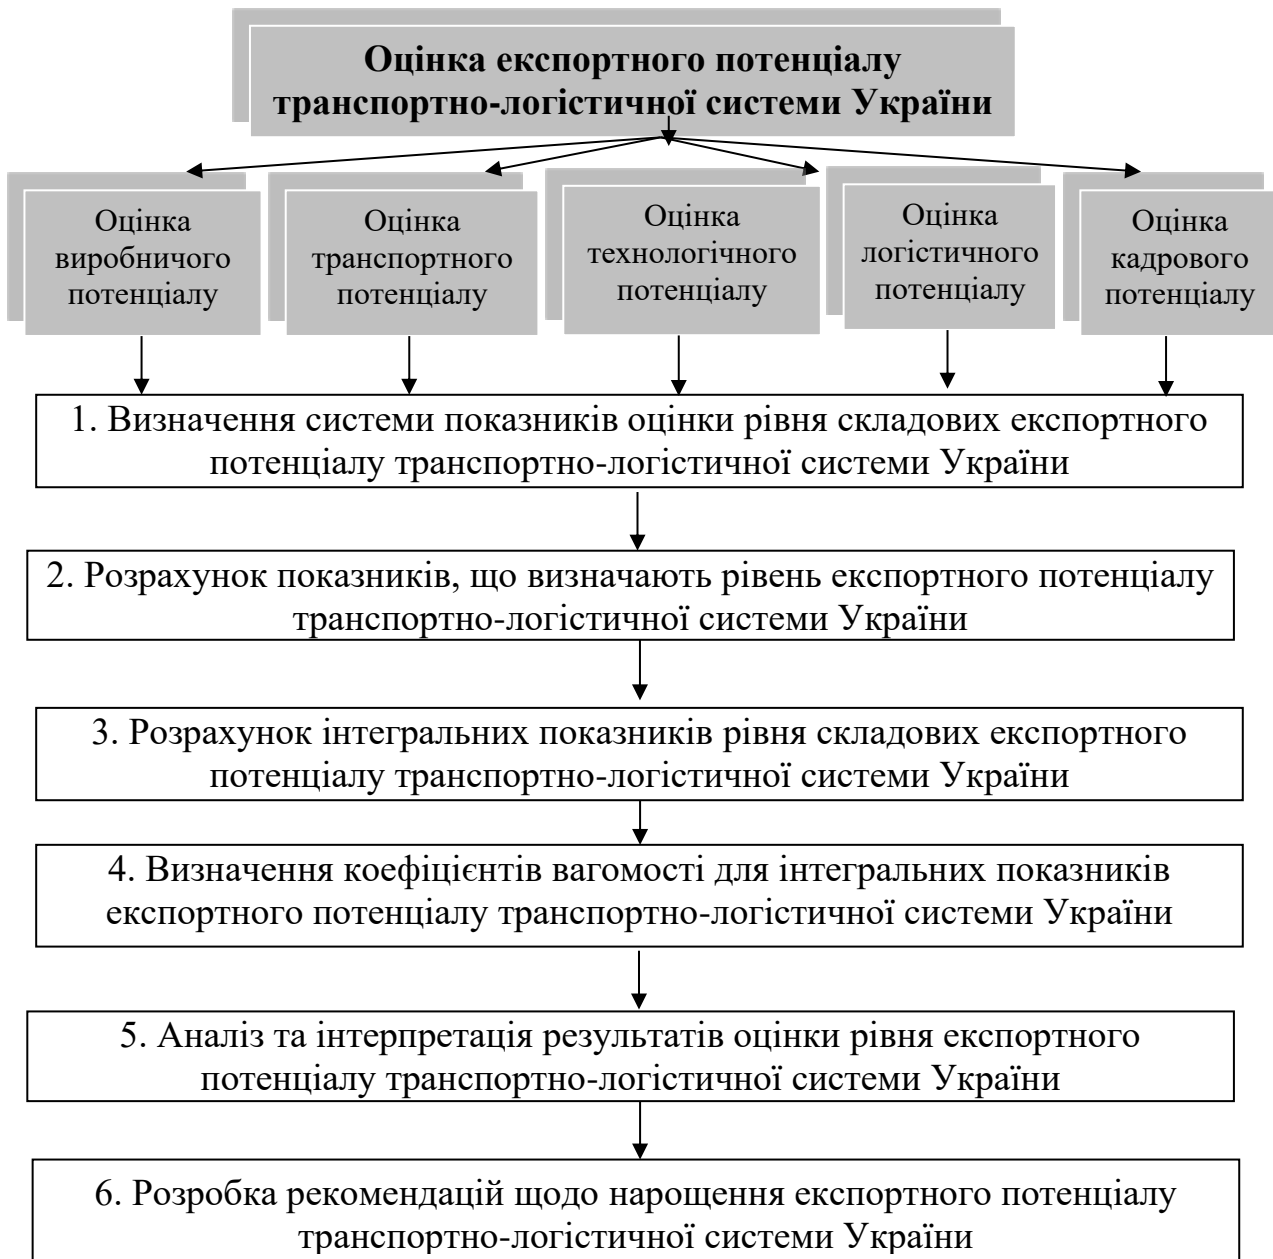 Оцінка експортного потенціалу
транспортно-логістичної системи України
Оцінка
виробничого
потенціалу
Оцінка
транспортного
потенціалу
Оцінка
технологічного
потенціалу
Оцінка
логістичного
потенціалу
Оцінка
кадрового
потенціалу
1. Визначення системи показників оцінки рівня складових експортного
потенціалу транспортно-логістичної системи України
2. Розрахунок показників, що визначають рівень експортного потенціалу
транспортно-логістичної системи України
3. Розрахунок інтегральних показників рівня складових експортного
потенціалу транспортно-логістичної системи України
4. Визначення коефіцієнтів вагомості для інтегральних показників
експортного потенціалу транспортно-логістичної системи України
5. Аналіз та інтерпретація результатів оцінки рівня експортного
потенціалу транспортно-логістичної системи України
6. Розробка рекомендацій щодо нарощення експортного потенціалу
транспортно-логістичної системи України